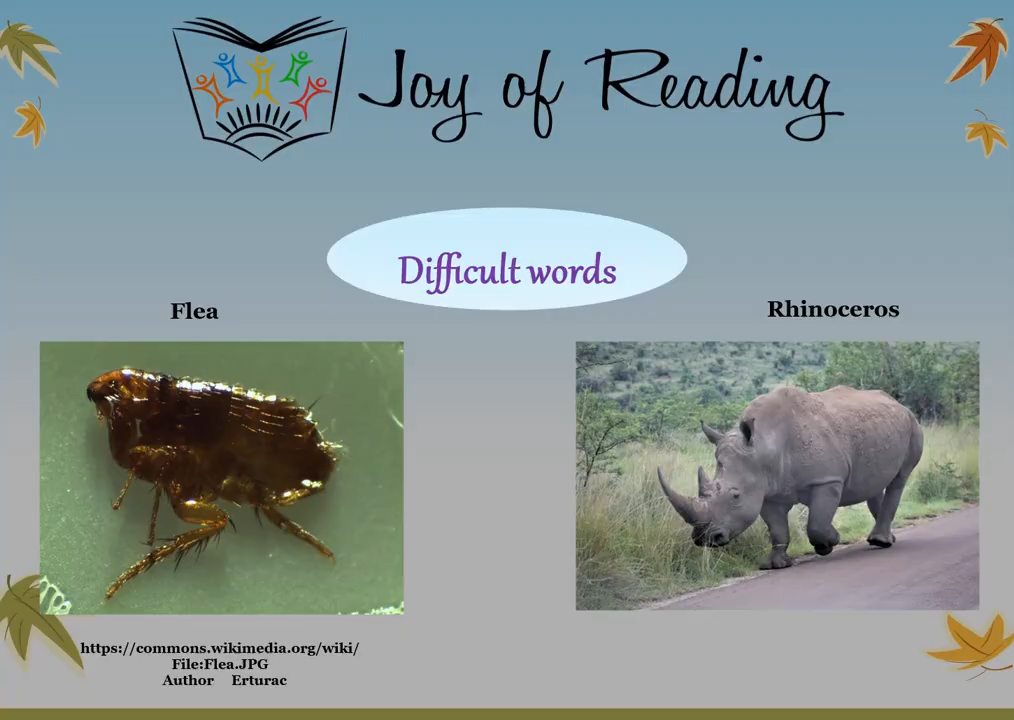 Joy of Reading
Difficult words
Flea
Rhinoceros
https://commons.wikimedia.org/wiki/
File:Flea.JPG
Author Erturac